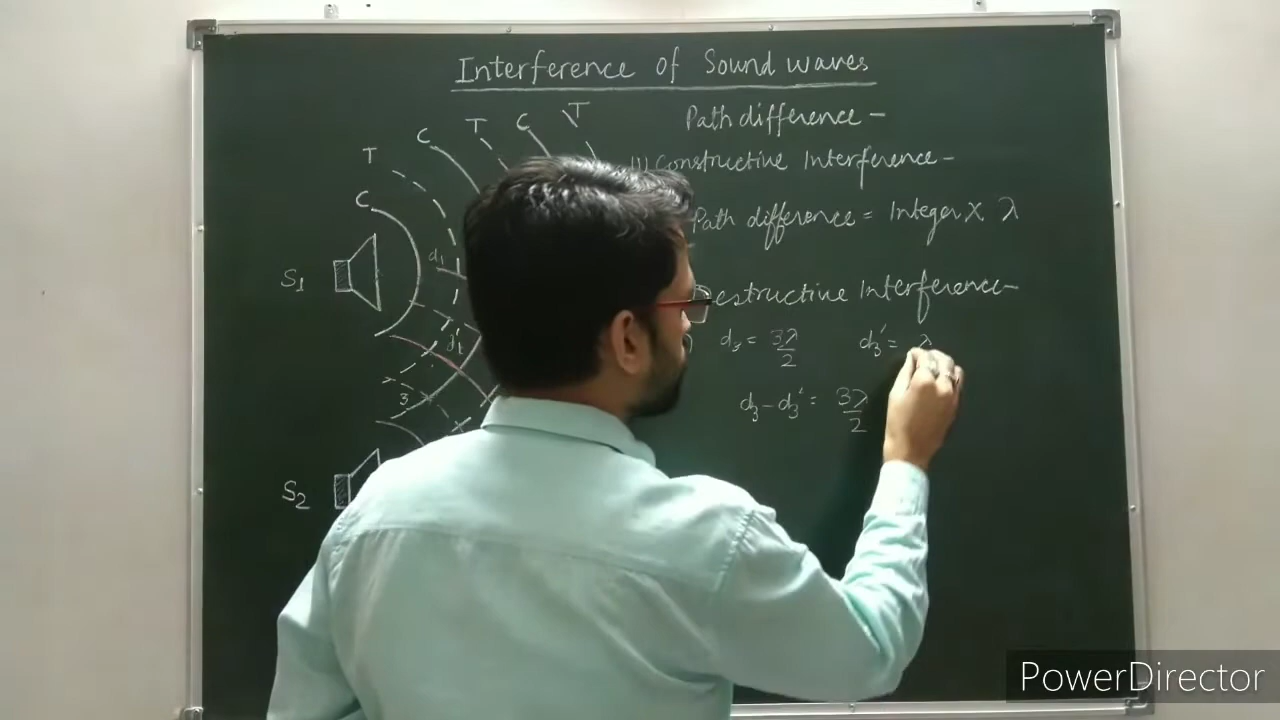 Interference of Sound waves
Path difference -
T C T C T
(1) Constructive Interference -
C
Path difference = Integer X λ
S1
d1
Destructive Interference -
d1'
d3 = 3λ/2 d3' = λ
3
d3 - d3' = 3λ/2
S2
PowerDirector